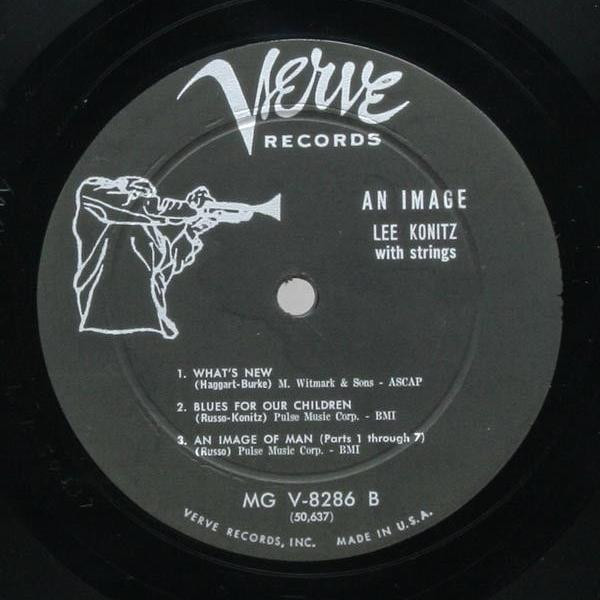 Verve
RECORDS
AN IMAGE
LEE KONITZ
with strings
1. WHAT'S NEW
(Haggart-Burke) M. Witmark & Sons - ASCAP
2. BLUES FOR OUR CHILDREN
(Russo-Konitz) Pulse Music Corp. - BMI
3. AN IMAGE OF MAN (Parts 1 through 7)
(Russo) Pulse Music Corp. - BMI
MG V-8286 B
(50,637)
VERVE RECORDS, INC. MADE IN U.S.A.